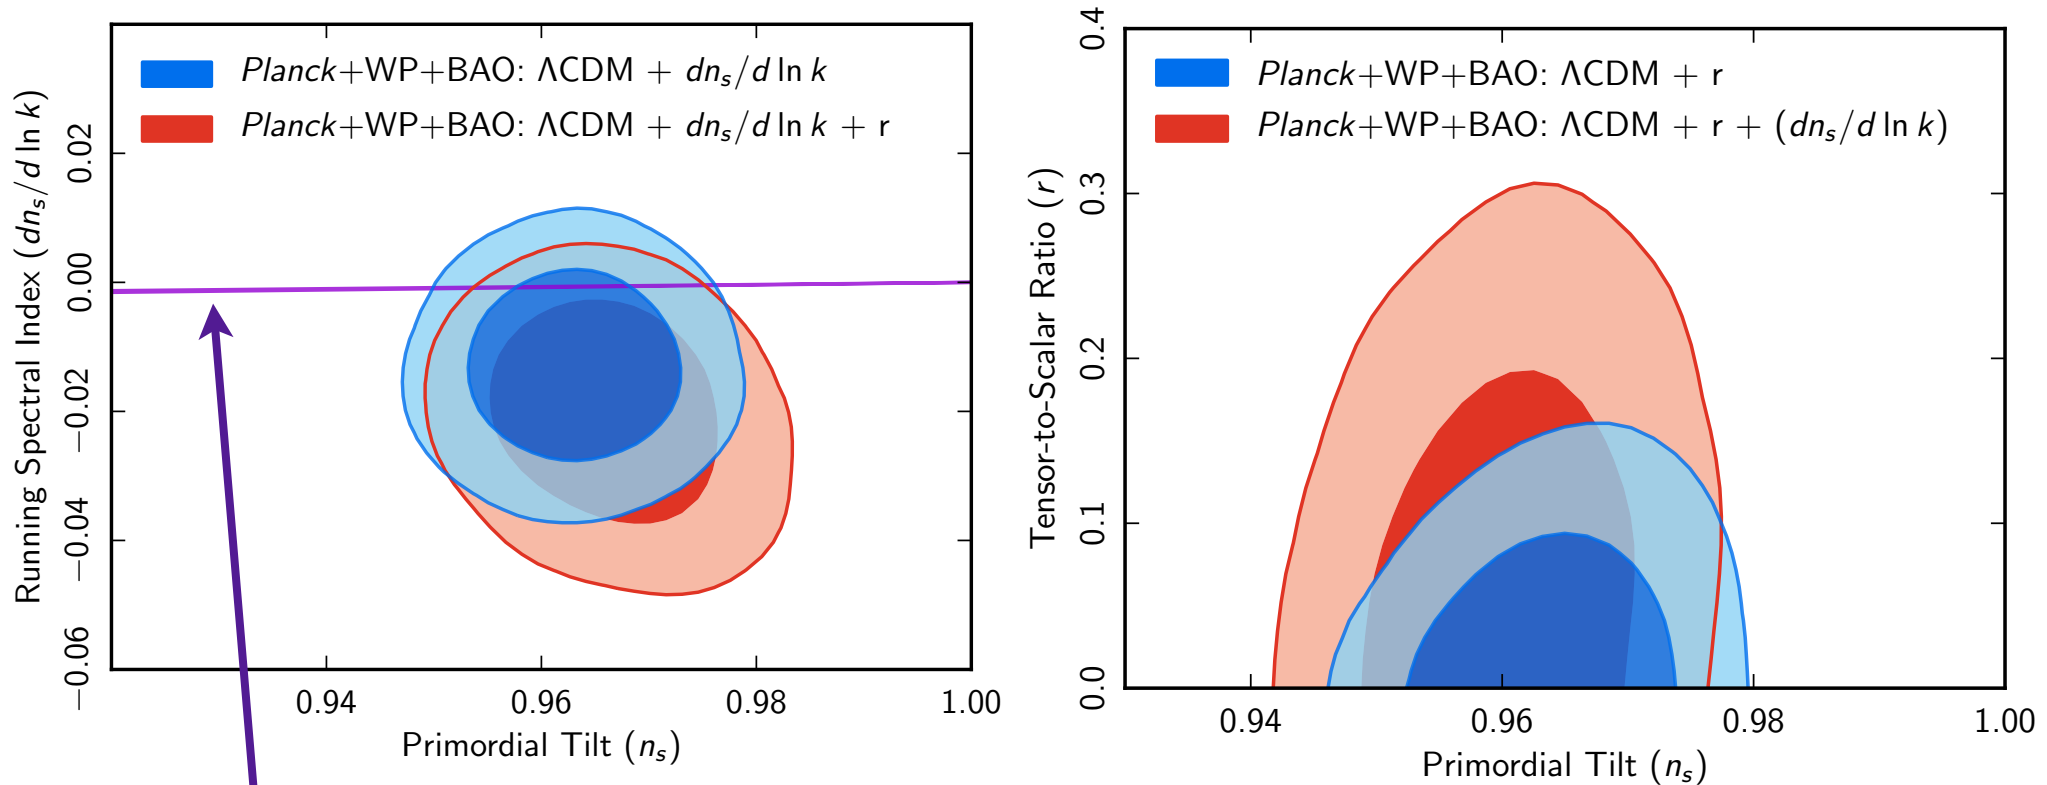 Planck+WP+BAO: ΛCDM + dn_s/d ln k
Planck+WP+BAO: ΛCDM + dn_s/d ln k + r
Running Spectral Index (dn_s/d ln k)
0.02
0.00
−0.02
−0.04
−0.06
0.94
0.96
0.98
1.00
Primordial Tilt (n_s)
Planck+WP+BAO: ΛCDM + r
Planck+WP+BAO: ΛCDM + r + (dn_s/d ln k)
Tensor-to-Scalar Ratio (r)
0.4
0.3
0.2
0.1
0.0
0.94
0.96
0.98
1.00
Primordial Tilt (n_s)